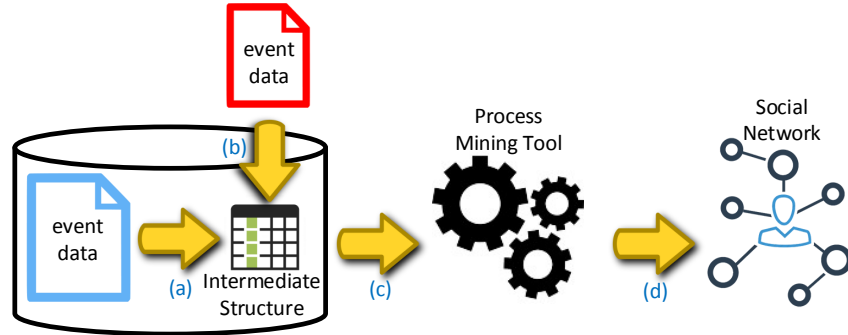 event
data
(b)
event
data
(a)
Intermediate
Structure
(c)
Process
Mining Tool
(d)
Social
Network